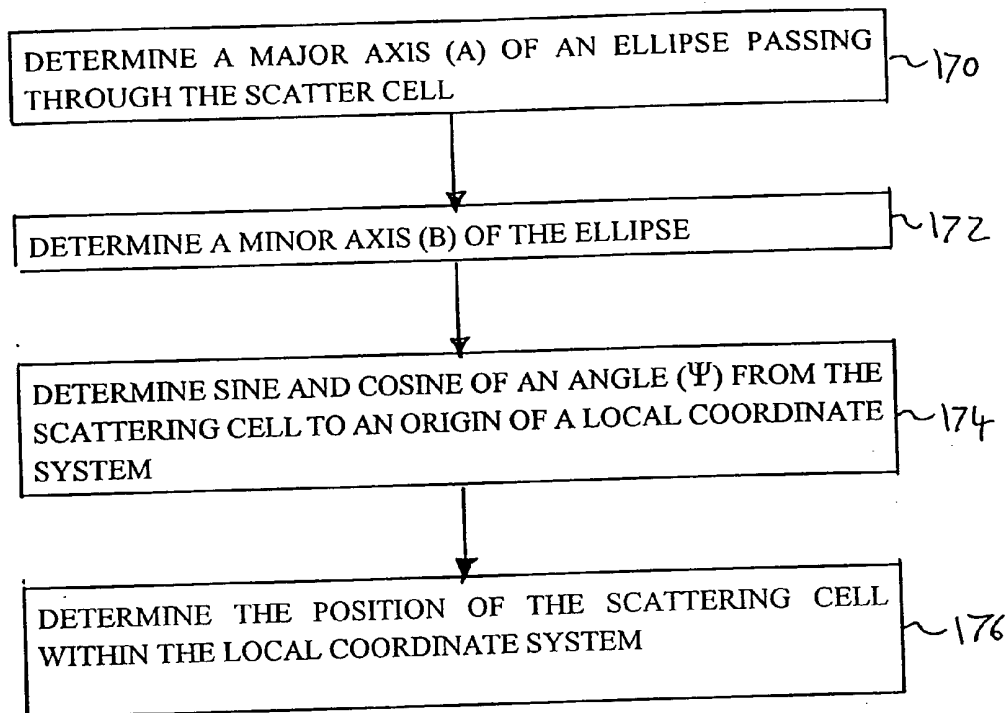 DETERMINE A MAJOR AXIS (A) OF AN ELLIPSE PASSING
THROUGH THE SCATTER CELL
~170
DETERMINE A MINOR AXIS (B) OF THE ELLIPSE
~172
DETERMINE SINE AND COSINE OF AN ANGLE (Ψ) FROM THE
SCATTERING CELL TO AN ORIGIN OF A LOCAL COORDINATE
SYSTEM
~174
DETERMINE THE POSITION OF THE SCATTERING CELL
WITHIN THE LOCAL COORDINATE SYSTEM
~176